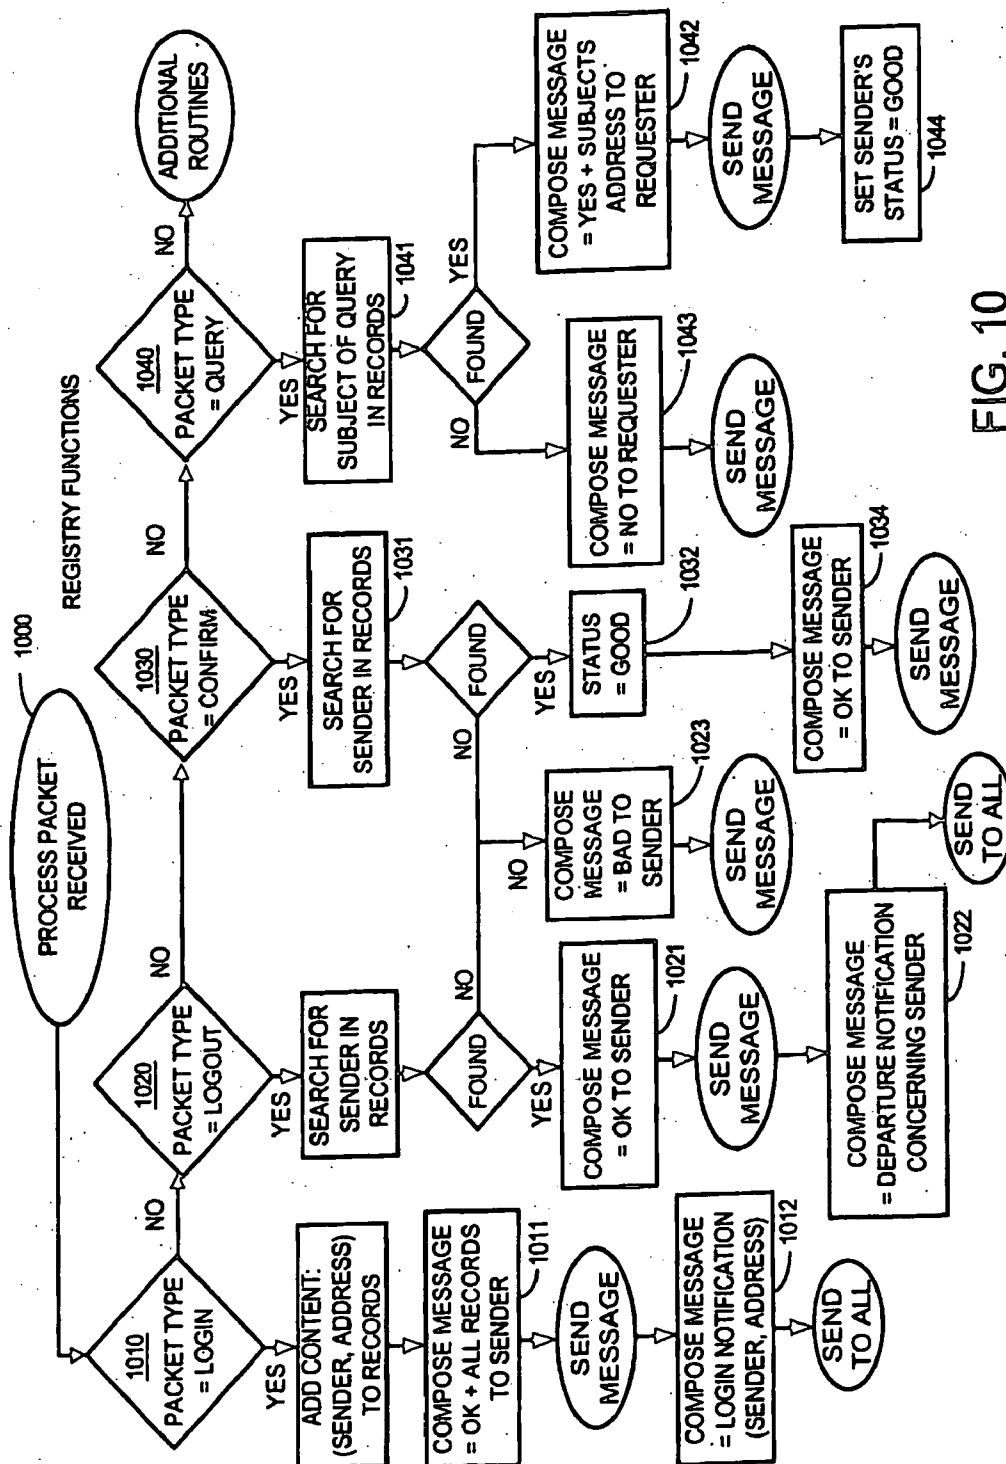 REGISTRY FUNCTIONS
PROCESS PACKET
RECEIVED
1000
1010
PACKET TYPE
= LOGIN
NO
YES
ADD CONTENT:
(SENDER, ADDRESS)
TO RECORDS
COMPOSE MESSAGE
= OK + ALL RECORDS
TO SENDER
1011
SEND
MESSAGE
COMPOSE MESSAGE
= LOGIN NOTIFICATION
(SENDER, ADDRESS)
1012
SEND
TO ALL
1020
PACKET TYPE
= LOGOUT
NO
YES
SEARCH FOR
SENDER IN
RECORDS
FOUND
NO
YES
COMPOSE MESSAGE
= OK TO SENDER
1021
SEND
MESSAGE
COMPOSE MESSAGE
= DEPARTURE NOTIFICATION
CONCERNING SENDER
1022
SEND
TO ALL
1030
PACKET TYPE
= CONFIRM
NO
YES
SEARCH FOR
SENDER IN RECORDS
1031
FOUND
NO
NO
COMPOSE
MESSAGE
= BAD TO
SENDER
1023
SEND
MESSAGE
YES
STATUS
= GOOD
1032
COMPOSE MESSAGE
= OK TO SENDER
1034
SEND
MESSAGE
1040
PACKET TYPE
= QUERY
NO
ADDITIONAL
ROUTINES
YES
SEARCH FOR
SUBJECT OF QUERY
IN RECORDS
1041
FOUND
NO
COMPOSE MESSAGE
= NO TO REQUESTER
1043
SEND
MESSAGE
YES
COMPOSE MESSAGE
= YES + SUBJECTS
ADDRESS TO
REQUESTER
1042
SEND
MESSAGE
SET SENDER'S
STATUS = GOOD
1044
FIG. 10